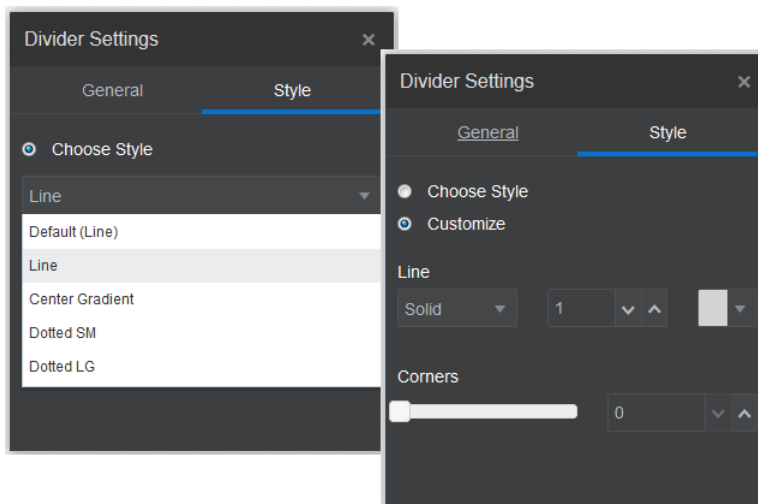 Divider Settings
General Style
Choose Style
Line
Default (Line)
Line
Center Gradient
Dotted SM
Dotted LG
Divider Settings
General Style
Choose Style
Customize
Line
Solid 1
Corners
0